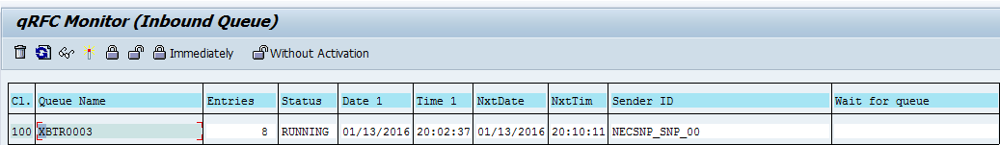 qRFC Monitor (Inbound Queue)
Immediately Without Activation
Cl. Queue Name Entries Status Date 1 Time 1 NxtDate NxtTim Sender ID Wait for queue
100 XBTR0003 8 RUNNING 01/13/2016 20:02:37 01/13/2016 20:10:11 NECSNP_SNP_00